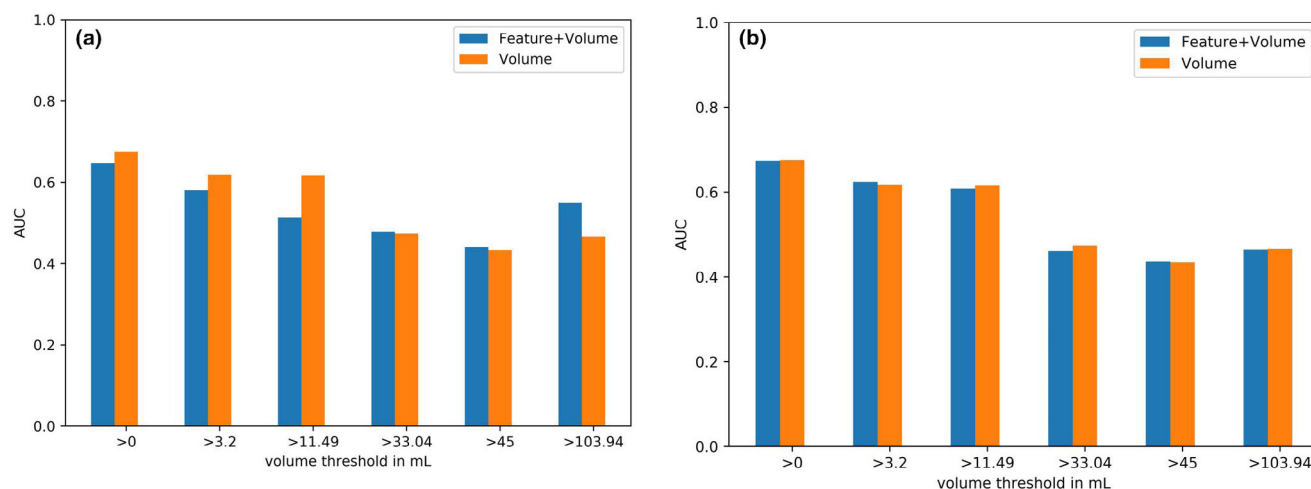 (a)
Feature+Volume
Volume
AUC
1.0
0.8
0.6
0.4
0.2
0.0
>0 >3.2 >11.49 >33.04 >45 >103.94
volume threshold in mL
(b)
Feature+Volume
Volume
AUC
1.0
0.8
0.6
0.4
0.2
0.0
>0 >3.2 >11.49 >33.04 >45 >103.94
volume threshold in mL